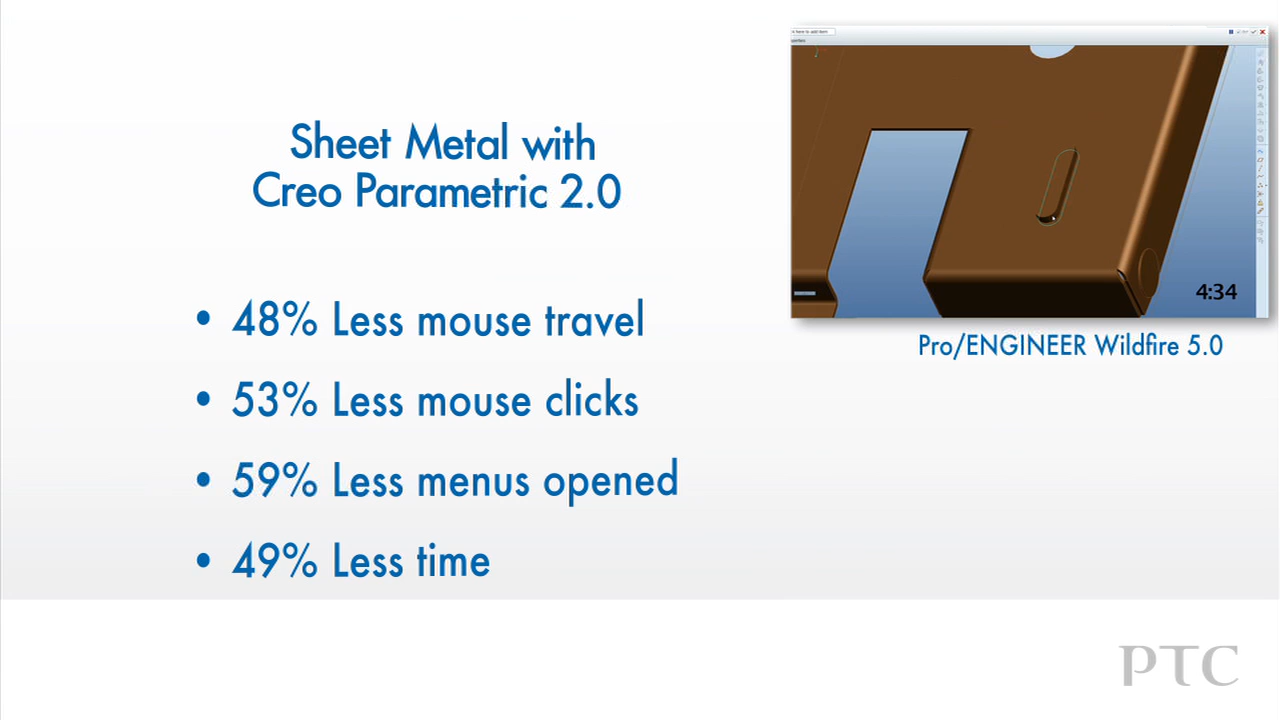 Sheet Metal with
Creo Parametric 2.0
• 48% Less mouse travel
• 53% Less mouse clicks
• 59% Less menus opened
• 49% Less time
4:34
Pro/ENGINEER Wildfire 5.0
PTC